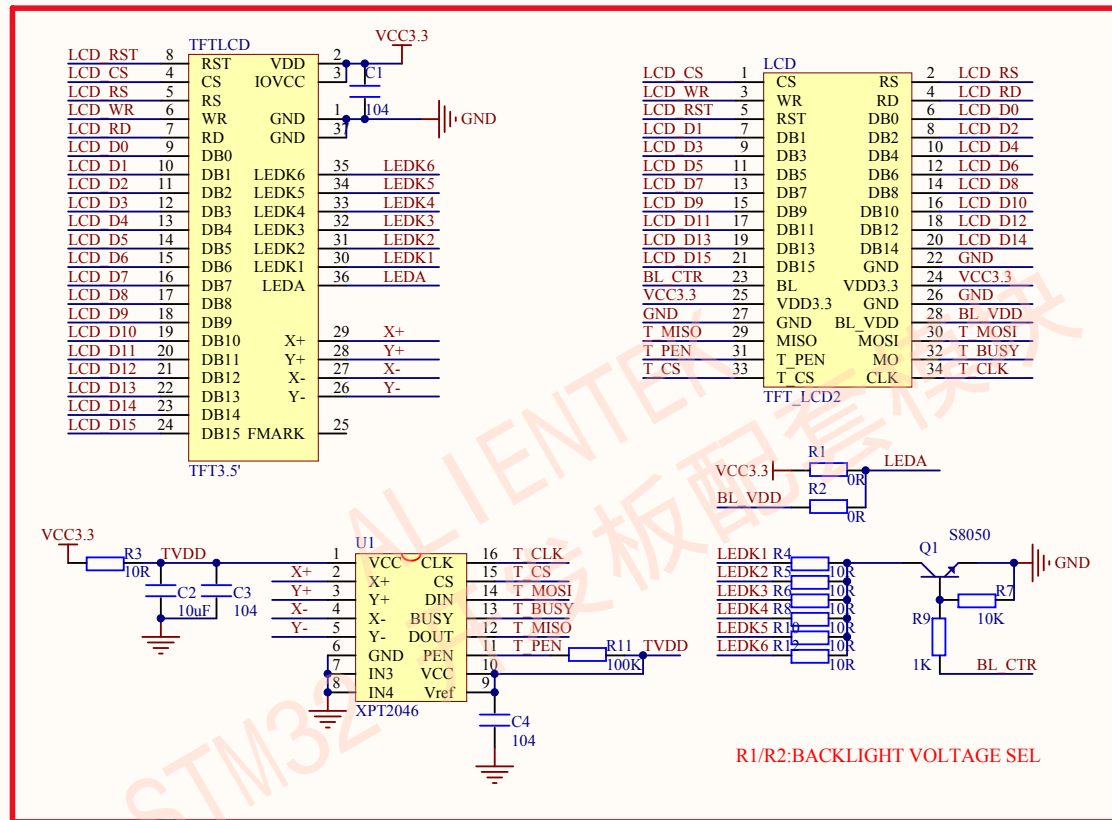 TFTLCD
LCD_RST 8 RST VDD 2 VCC3.3
LCD_CS 4 CS IOVCC 3 C1
LCD_RS 5 RS 104
LCD_WR 6 WR GND 1 GND
LCD_RD 7 RD GND 37
LCD_D0 9 DB0
LCD_D1 10 DB1 LEDK6 35 LEDK6
LCD_D2 11 DB2 LEDK5 34 LEDK5
LCD_D3 12 DB3 LEDK4 33 LEDK4
LCD_D4 13 DB4 LEDK3 32 LEDK3
LCD_D5 14 DB5 LEDK2 31 LEDK2
LCD_D6 15 DB6 LEDK1 30 LEDK1
LCD_D7 16 DB7 LEDA 36 LEDA
LCD_D8 17 DB8
LCD_D9 18 DB9
LCD_D10 19 DB10 X+ 29 X+
LCD_D11 20 DB11 Y+ 28 Y+
LCD_D12 21 DB12 X- 27 X-
LCD_D13 22 DB13 Y- 26 Y-
LCD_D14 23 DB14
LCD_D15 24 DB15 FMARK 25
TFT3.5'
LCD
LCD_CS 1 CS RS 2 LCD_RS
LCD_WR 3 WR RD 4 LCD_RD
LCD_RST 5 RST DB0 6 LCD_D0
LCD_D1 7 DB1 DB2 8 LCD_D2
LCD_D3 9 DB3 DB4 10 LCD_D4
LCD_D5 11 DB5 DB6 12 LCD_D6
LCD_D7 13 DB7 DB8 14 LCD_D8
LCD_D9 15 DB9 DB10 16 LCD_D10
LCD_D11 17 DB11 DB12 18 LCD_D12
LCD_D13 19 DB13 DB14 20 LCD_D14
LCD_D15 21 DB15 GND 22 GND
BL_CTR 23 BL VDD3.3 24 VCC3.3
VCC3.3 25 VDD3.3 GND 26 GND
GND 27 GND BL_VDD 28 BL_VDD
T_MISO 29 MISO MOSI 30 T_MOSI
T_PEN 31 T_PEN MO 32 T_BUSY
T_CS 33 T_CS CLK 34 T_CLK
TFT_LCD2
VCC3.3 R1 0R LEDA
BL_VDD R2 0R
VCC3.3
R3 10R TVDD
C2 10uF C3 104
U1
1 VCC CLK 16 T_CLK
X+ 2 X+ CS 15 T_CS
Y+ 3 Y+ DIN 14 T_MOSI
X- 4 X- BUSY 13 T_BUSY
Y- 5 Y- DOUT 12 T_MISO
6 GND PEN 11 T_PEN R11 100K TVDD
7 IN3 VCC 10
8 IN4 Vref 9
XPT2046
C4
104
LEDK1 R4 10R
LEDK2 R5 10R
LEDK3 R6 10R
LEDK4 R8 10R
LEDK5 R10 10R
LEDK6 R12 10R
Q1 S8050 GND
R7 10K
R9 1K BL_CTR
R1/R2:BACKLIGHT VOLTAGE SEL
ALIENTEK
STM32 开发板配套模块